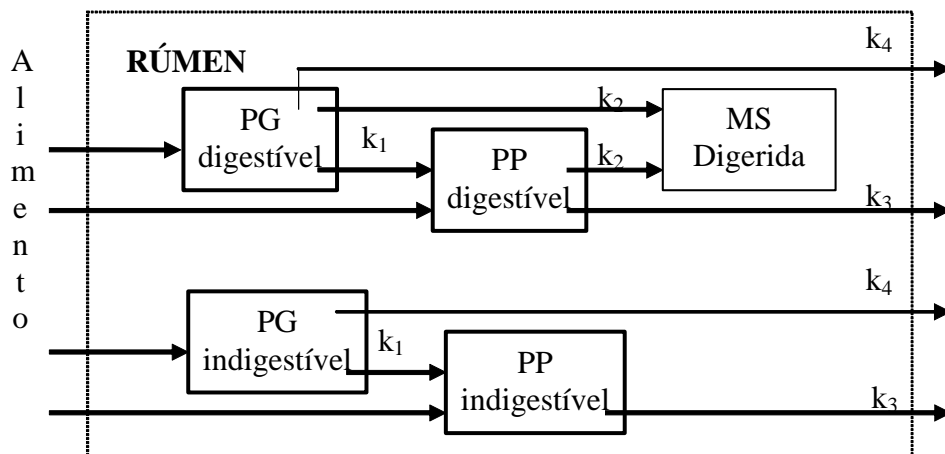 Alimento
RÚMEN
k4
PG
digestível
k2
MS
Digerida
k1
PP
digestível
k2
k3
PG
indigestível
k4
k1
PP
indigestível
k3